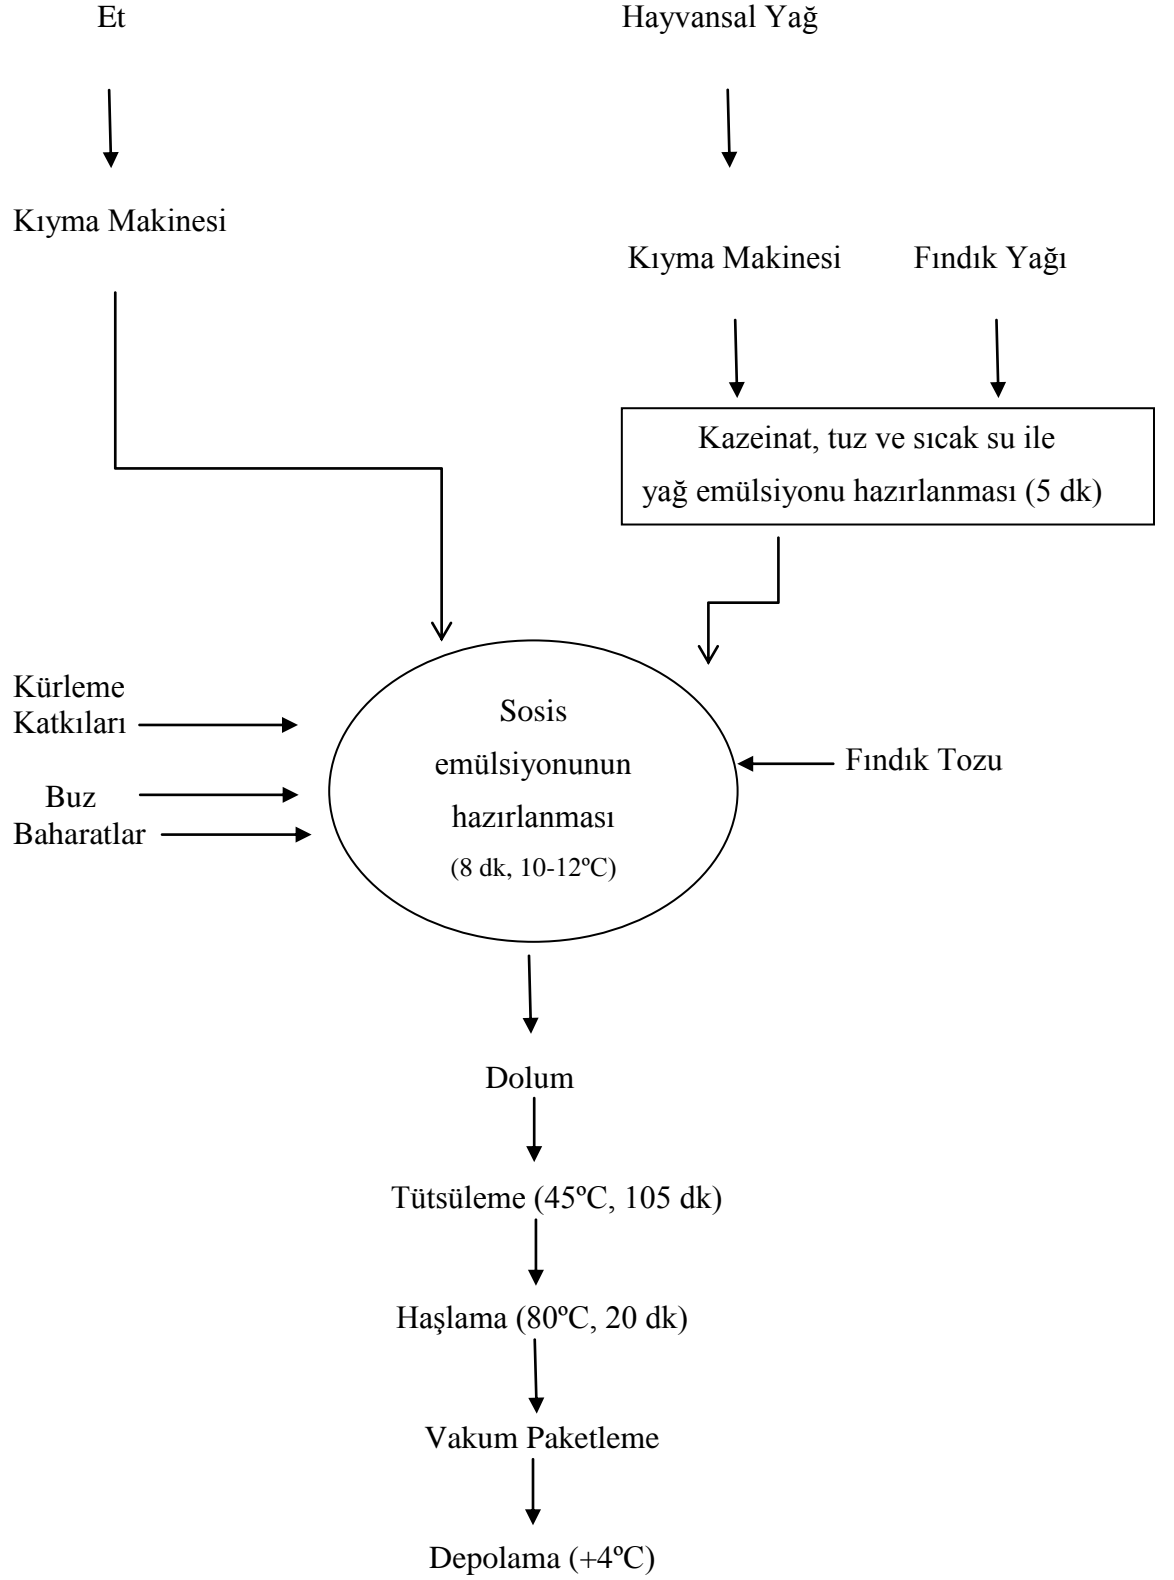 Et
Hayvansal Yağ
Kıyma Makinesi
Kıyma Makinesi
Fındık Yağı
Kazeinat, tuz ve sıcak su ile
yağ emülsiyonu hazırlanması (5 dk)
Kürleme
Katkıları
Buz
Baharatlar
Sosis
emülsiyonunun
hazırlanması
(8 dk, 10-12ºC)
Fındık Tozu
Dolum
Tütsüleme (45ºC, 105 dk)
Haşlama (80ºC, 20 dk)
Vakum Paketleme
Depolama (+4ºC)